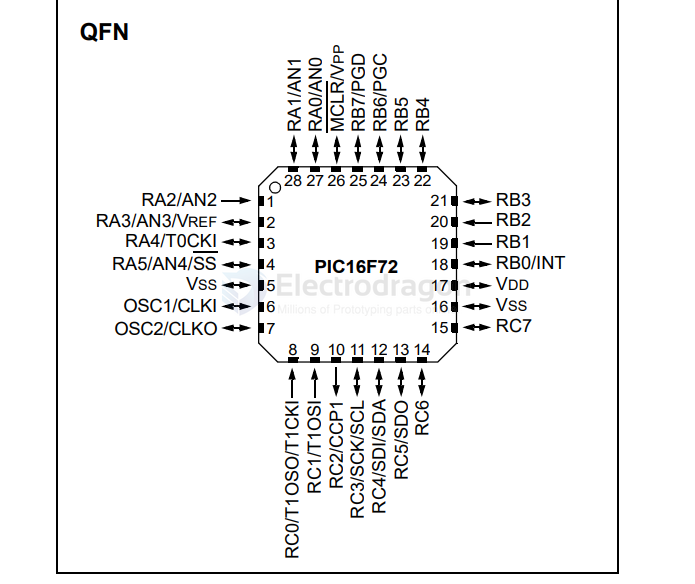 QFN
RA1/AN1
RA0/AN0
MCLR/VPP
RB7/PGD
RB6/PGC
RB5
RB4
28 27 26 25 24 23 22
RA2/AN2 1
RA3/AN3/VREF 2
RA4/T0CKI 3
RA5/AN4/SS 4
VSS 5
OSC1/CLKI 6
OSC2/CLKO 7
PIC16F72
Electrodragon
Millions of Prototyping parts
21 RB3
20 RB2
19 RB1
18 RB0/INT
17 VDD
16 VSS
15 RC7
8 9 10 11 12 13 14
RC0/T1OSO/T1CKI
RC1/T1OSI
RC2/CCP1
RC3/SCK/SCL
RC4/SDI/SDA
RC5/SDO
RC6